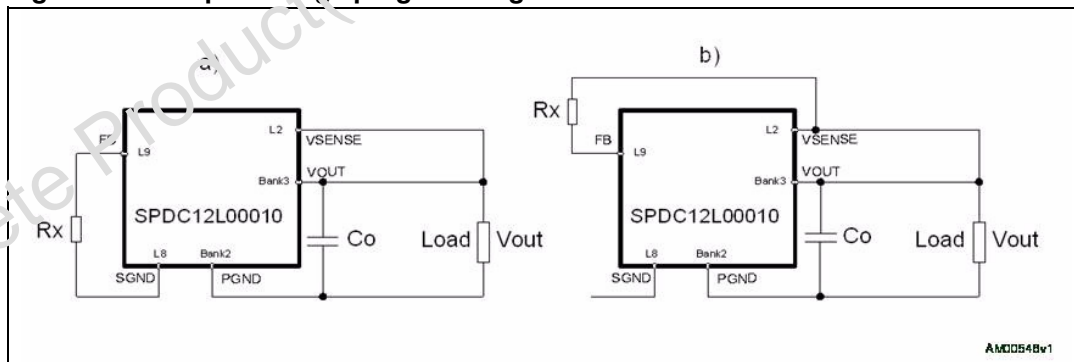 a)
b)
Rx
FB
L9
L2
VSENSE
VOUT
Bank3
SPDC12L00010
L8
Bank2
SGND
PGND
Co
Load
Vout
Rx
FB
L9
L2
VSENSE
VOUT
Bank3
SPDC12L00010
L8
Bank2
SGND
PGND
Co
Load
Vout
AM00548v1